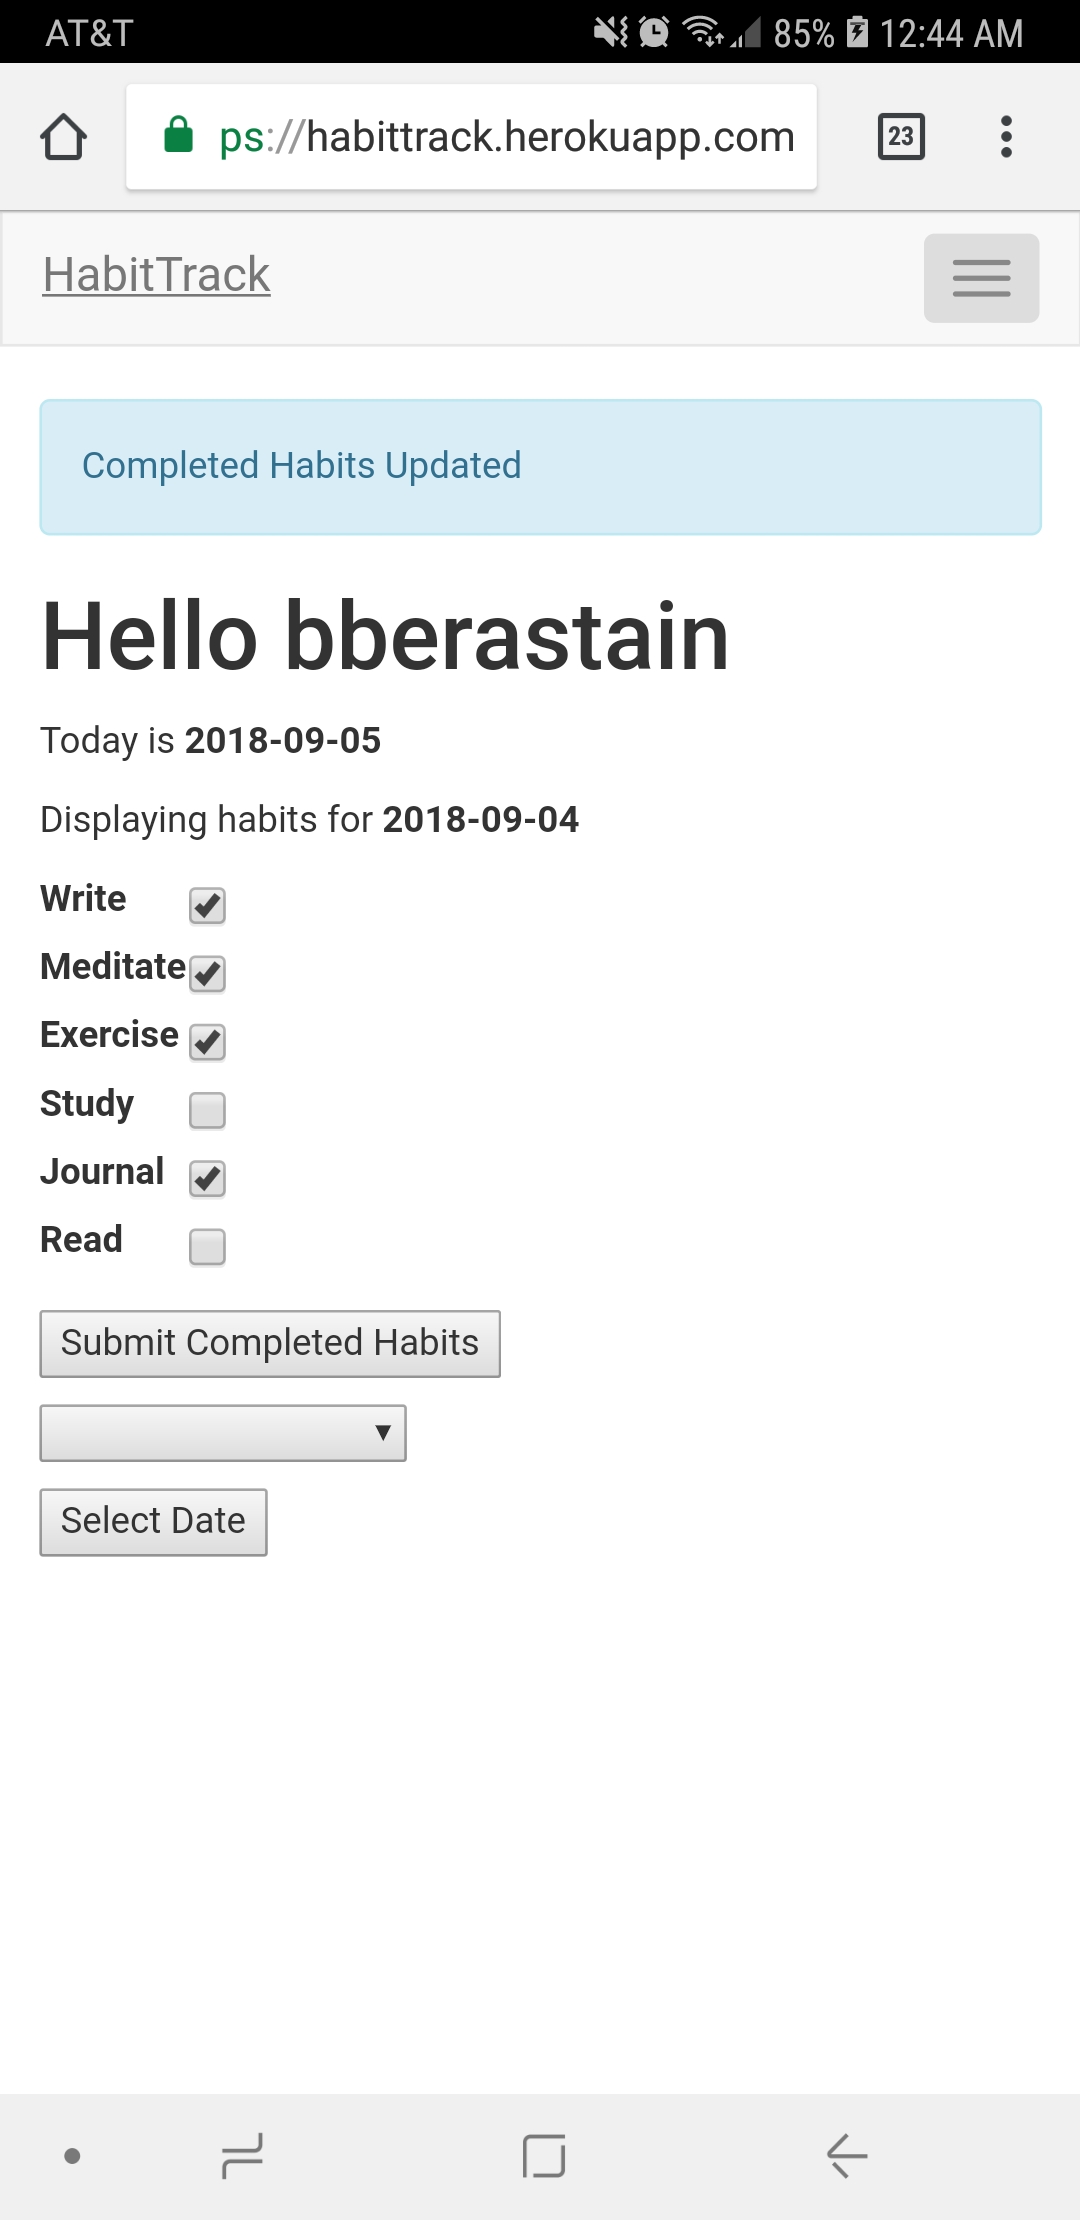 AT&T 85% 12:44 AM
ps://habittrack.herokuapp.com 23
HabitTrack
Completed Habits Updated
Hello bberastain
Today is 2018-09-05
Displaying habits for 2018-09-04
Write
Meditate
Exercise
Study
Journal
Read
Submit Completed Habits
Select Date